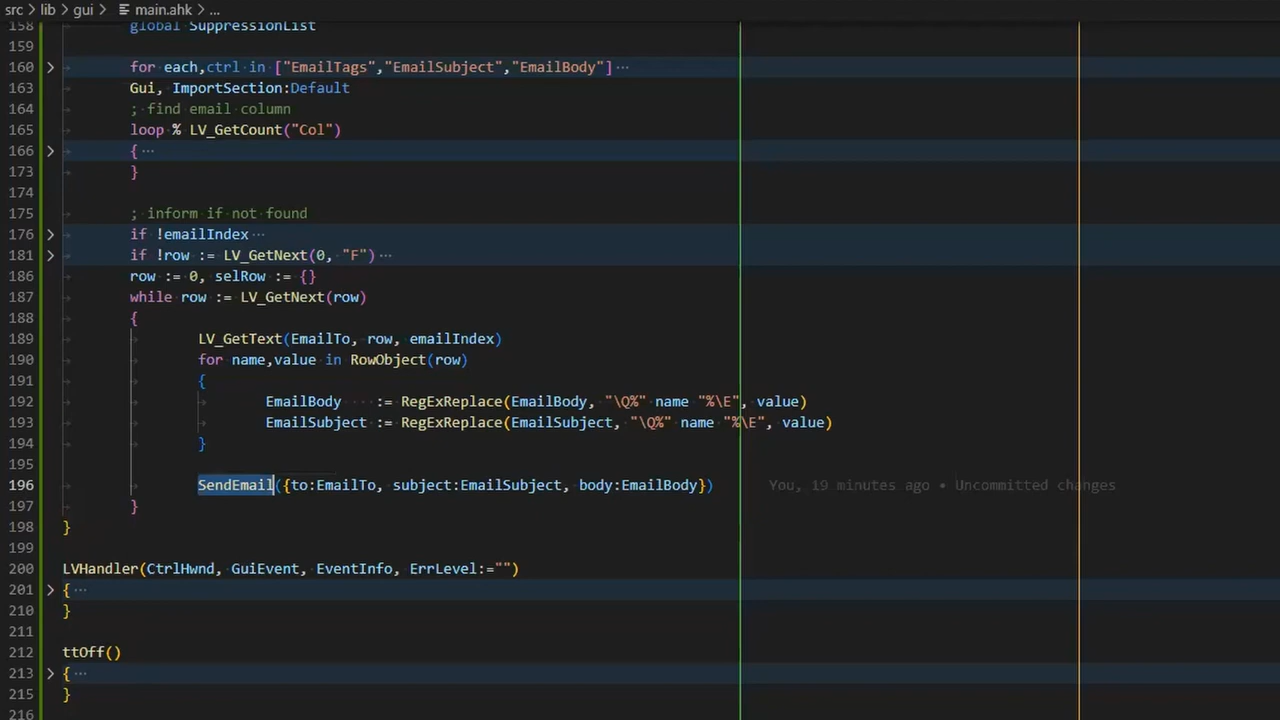 src > lib > gui > main.ahk > ...
158 global SuppressionList
159
160 for each,ctrl in ["EmailTags","EmailSubject","EmailBody"] ···
163 Gui, ImportSection:Default
164 ; find email column
165 loop % LV_GetCount("Col")
166 { ···
173 }
174
175 ; inform if not found
176 if !emailIndex ···
181 if !row := LV_GetNext(0, "F") ···
186 row := 0, selRow := {}
187 while row := LV_GetNext(row)
188 {
189 LV_GetText(EmailTo, row, emailIndex)
190 for name,value in RowObject(row)
191 {
192 EmailBody ···· := RegExReplace(EmailBody, "\Q%" name "%\E", value)
193 EmailSubject := RegExReplace(EmailSubject, "\Q%" name "%\E", value)
194 }
195
196 SendEmail({to:EmailTo, subject:EmailSubject, body:EmailBody}) You, 19 minutes ago • Uncommitted changes
197 }
198 }
199
200 LVHandler(CtrlHwnd, GuiEvent, EventInfo, ErrLevel:="")
201 { ···
210 }
211
212 ttOff()
213 { ···
215 }
216